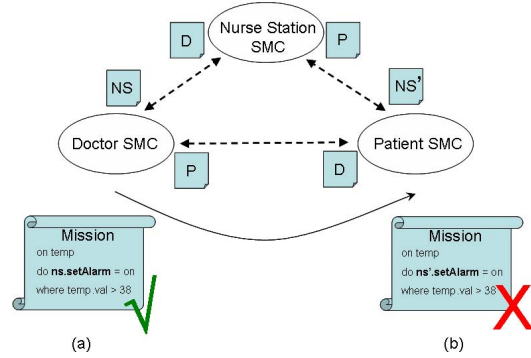 D
Nurse Station
SMC
P
NS
NS'
Doctor SMC
Patient SMC
P
D
Mission
on temp
do ns.setAlarm = on
where temp.val > 38
Mission
on temp
do ns'.setAlarm = on
where temp.val > 38
X
(a)
(b)